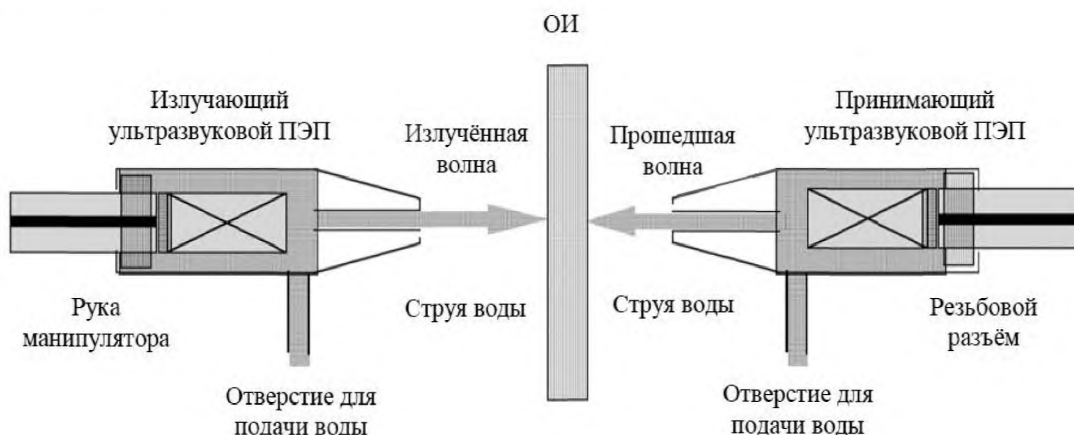 ОИ
Излучающий
ультразвуковой ПЭП
Излучённая
волна
Прошедшая
волна
Принимающий
ультразвуковой ПЭП
Рука
манипулятора
Струя воды
Струя воды
Резьбовой
разъём
Отверстие для
подачи воды
Отверстие для
подачи воды